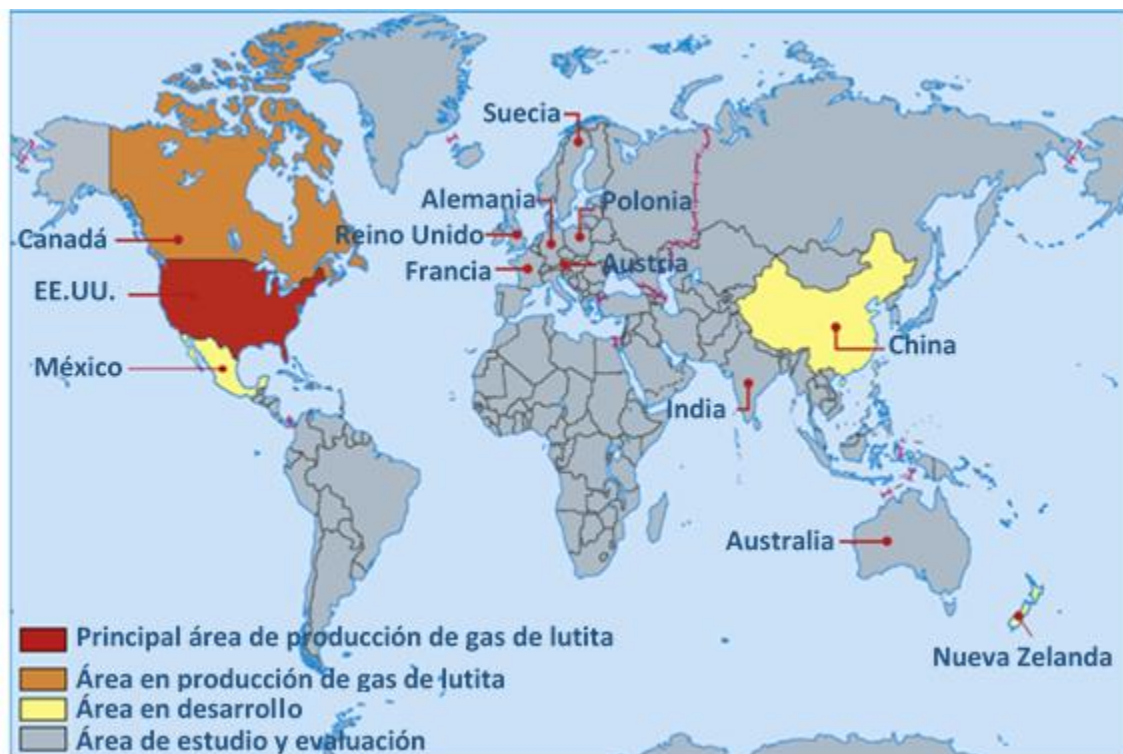 Suecia
Alemania
Polonia
Canadá
Reino Unido
Francia
Austria
EE.UU.
China
México
India
Australia
Principal área de producción de gas de lutita
Nueva Zelanda
Área en producción de gas de lutita
Área en desarrollo
Área de estudio y evaluación